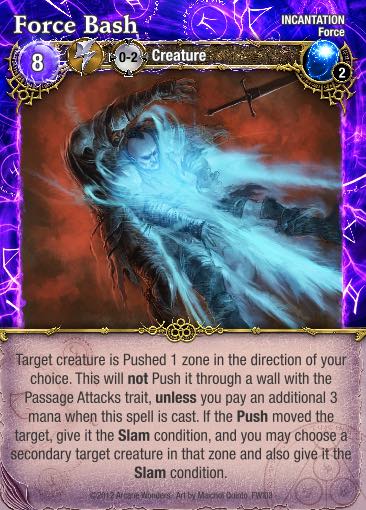 Force Bash
INCANTATION
Force
8
0-2
Creature
2
Target creature is Pushed 1 zone in the direction of your
choice. This will not Push it through a wall with the
Passage Attacks trait, unless you pay an additional 3
mana when this spell is cast. If the Push moved the
target, give it the Slam condition, and you may choose a
secondary target creature in that zone and also give it the
Slam condition.
©2012 Arcane Wonders · Art by Maichol Quinto